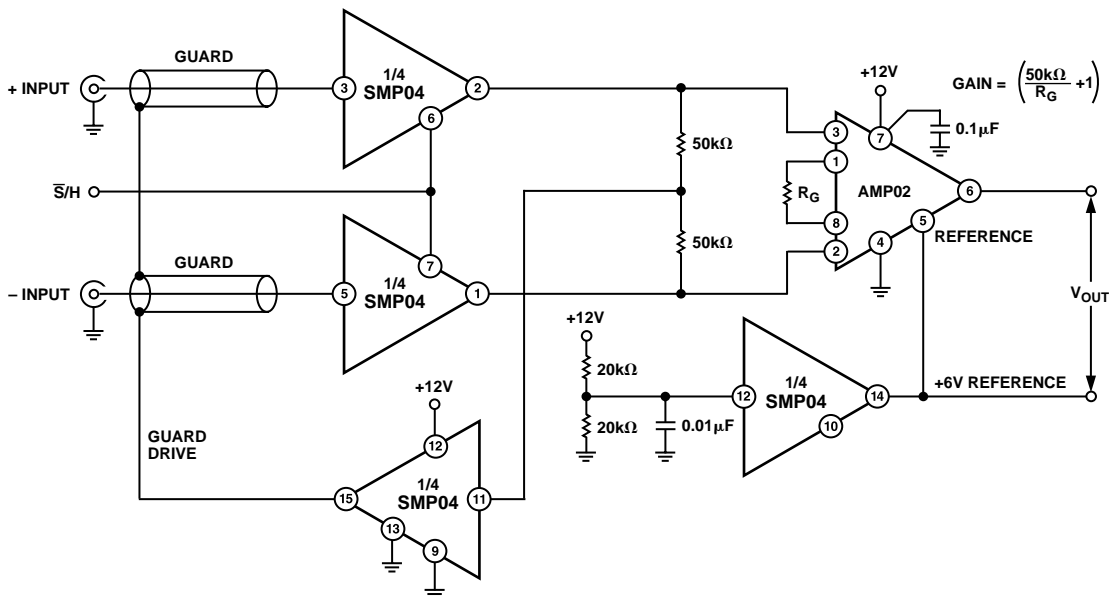 GUARD
+ INPUT
3
1/4
SMP04
2
6
S̅/H
GUARD
– INPUT
5
7
1/4
SMP04
1
50kΩ
50kΩ
+12V
GAIN = (50kΩ/RG +1)
7
0.1µF
3
1
RG
8
2
AMP02
6
5
4
REFERENCE
VOUT
+12V
20kΩ
20kΩ
0.01µF
12
1/4
SMP04
14
10
+6V REFERENCE
GUARD
DRIVE
+12V
12
1/4
SMP04
15
11
13
9